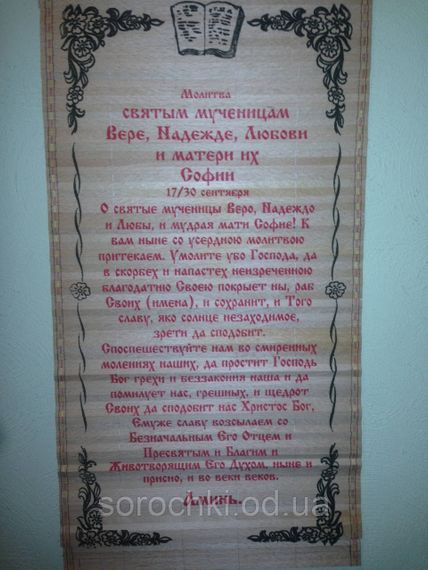 Молитва
святым мученицам
Вере, Надежде, Любови
и матери их
Софии
17/30 сентября
О святые мученицы Веро, Надеждо
и Любы, и мудрая мати Софие! К
вам ныне со усердною молитвою
притекаем. Умолите убо Господа, да
в скорбех и напастех неизреченною
благодатию Своею покрыет ны, раб
Своих (имена), и сохранит, и Того
славу, яко солнце незаходимое,
зрети да сподобит.
Споспешествуйте нам во смиренных
молениях наших, да простит Господь
Бог грехи и беззакония наша и да
помилует нас, грешных, и щедрот
Своих да сподобит нас Христос Бог,
Емуже славу возсылаем со
Безначальным Его Отцем и
Пресвятым и Благим и
Животворящим Его Духом, ныне и
присно, и во веки веков.
Аминь.
sorochki.od.ua